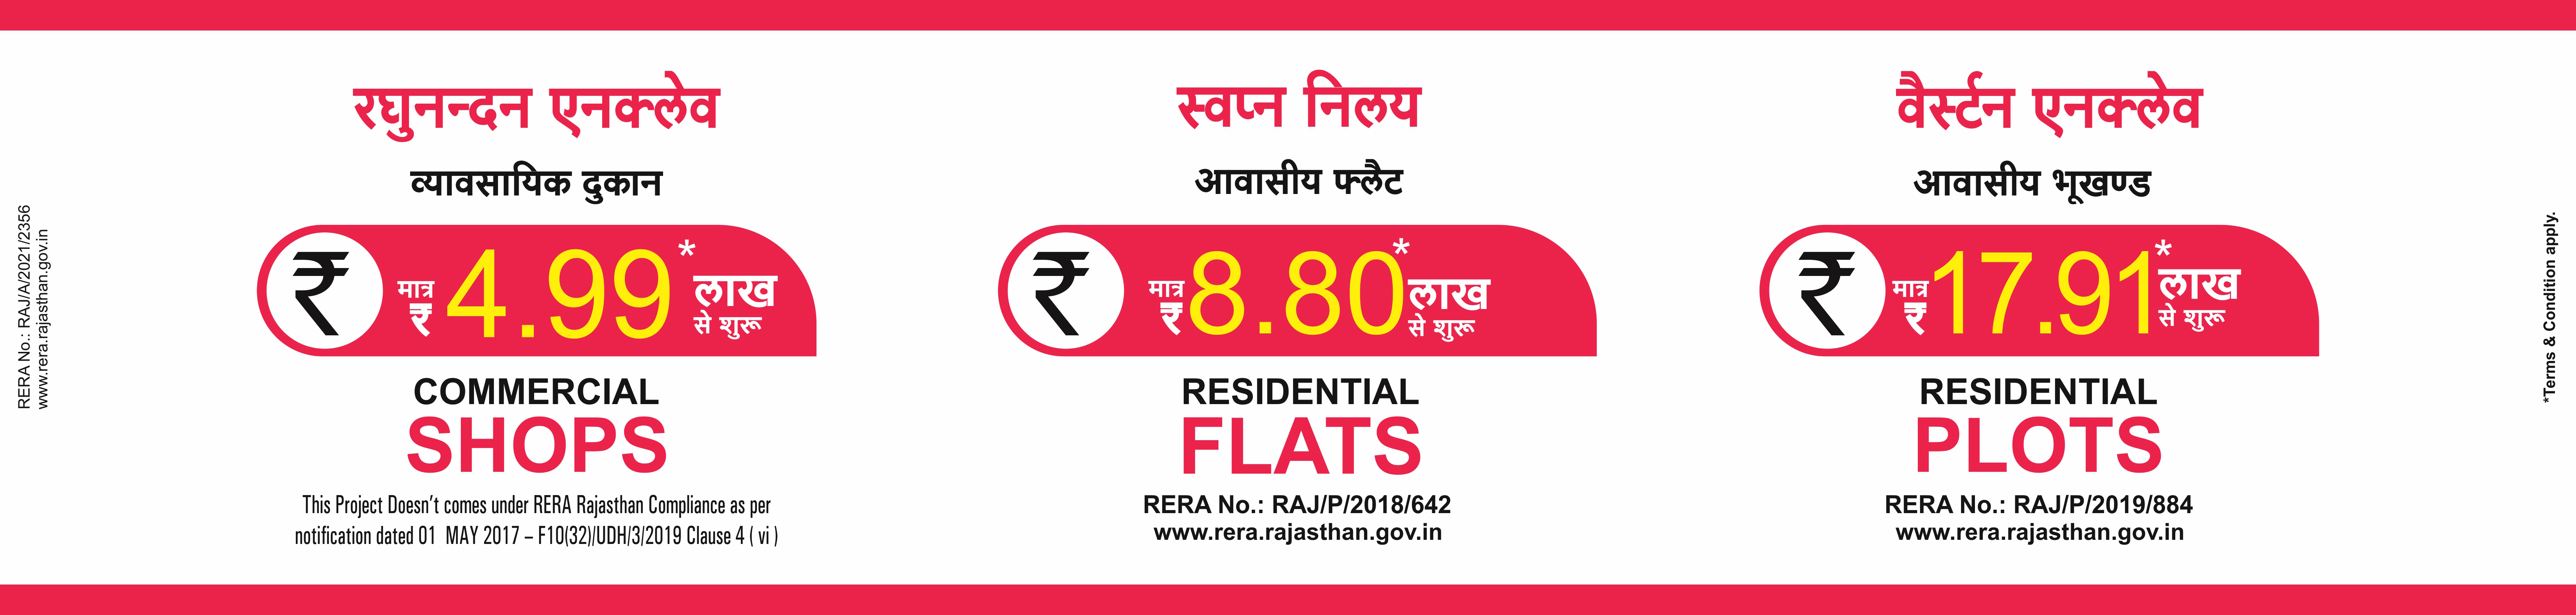 RERA No.: RAJ/A/2021/2356
www.rera.rajasthan.gov.in
रघुनन्दन एनक्लेव
व्यावसायिक दुकान
₹ मात्र ₹ 4.99* लाख से शुरू
COMMERCIAL
SHOPS
This Project Doesn't comes under RERA Rajasthan Compliance as per
notification dated 01 MAY 2017 – F10(32)/UDH/3/2019 Clause 4 ( vi )
स्वप्न निलय
आवासीय फ्लैट
₹ मात्र ₹ 8.80* लाख से शुरू
RESIDENTIAL
FLATS
RERA No.: RAJ/P/2018/642
www.rera.rajasthan.gov.in
वैर्स्टन एनक्लेव
आवासीय भूखण्ड
₹ मात्र ₹ 17.91* लाख से शुरू
RESIDENTIAL
PLOTS
RERA No.: RAJ/P/2019/884
www.rera.rajasthan.gov.in
*Terms & Condition apply.